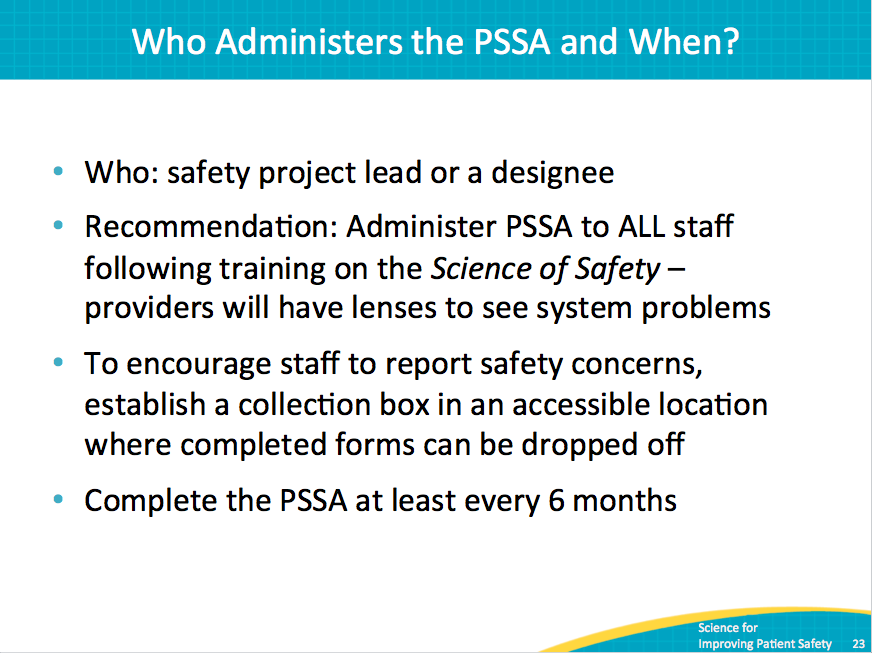 Who Administers the PSSA and When?
• Who: safety project lead or a designee
• Recommendation: Administer PSSA to ALL staff
following training on the Science of Safety –
providers will have lenses to see system problems
• To encourage staff to report safety concerns,
establish a collection box in an accessible location
where completed forms can be dropped off
• Complete the PSSA at least every 6 months
Science for
Improving Patient Safety 23